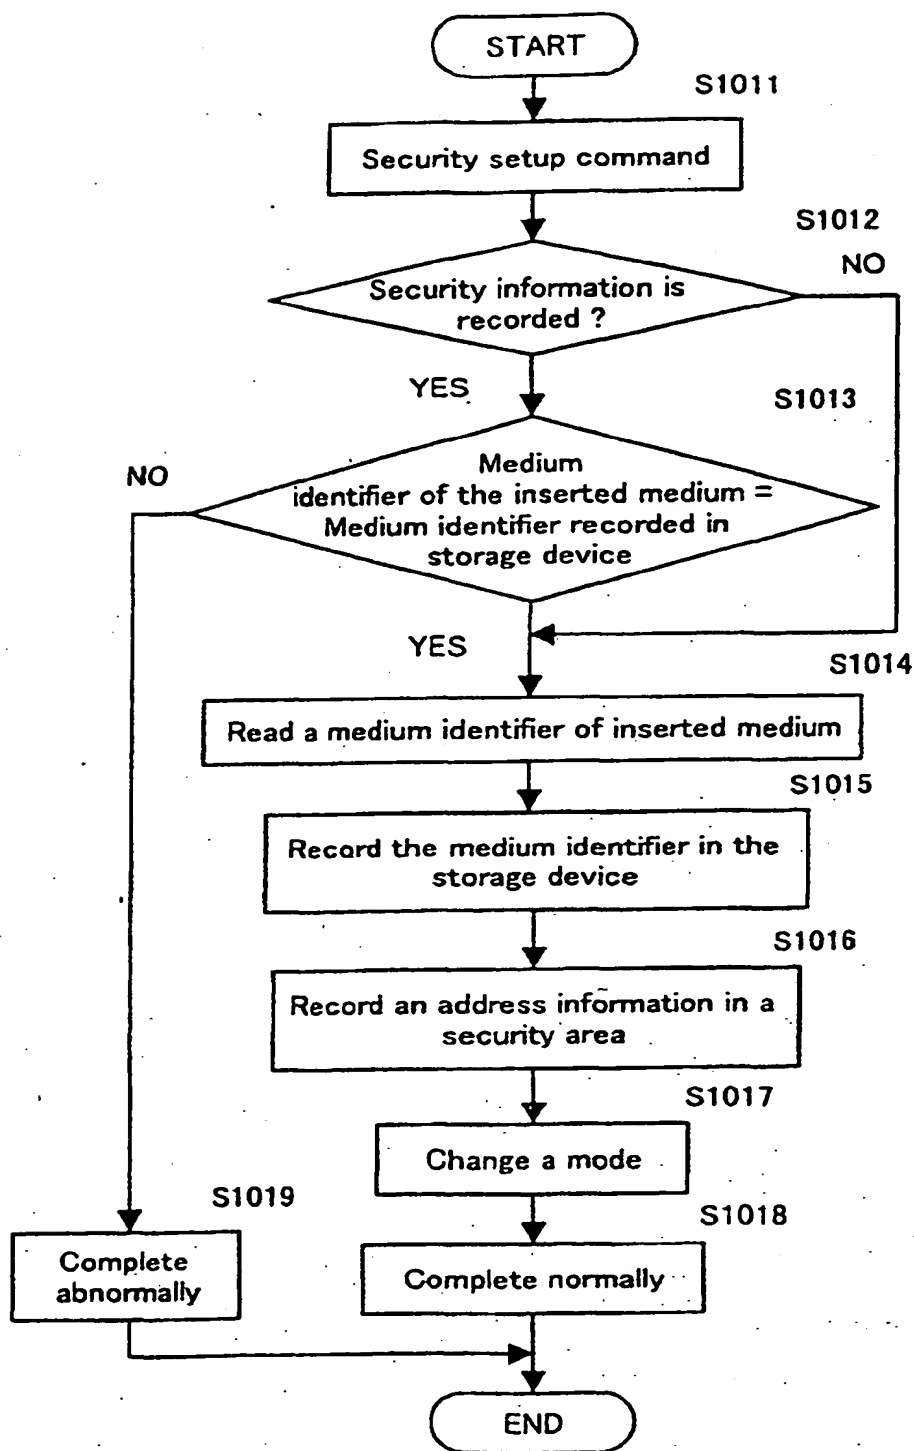 START
S1011
Security setup command
S1012
NO
Security information is
recorded ?
YES
S1013
NO
Medium
identifier of the inserted medium =
Medium identifier recorded in
storage device
YES
S1014
Read a medium identifier of inserted medium
S1015
Record the medium identifier in the
storage device
S1016
Record an address information in a
security area
S1017
Change a mode
S1019
S1018
Complete
abnormally
Complete normally
END